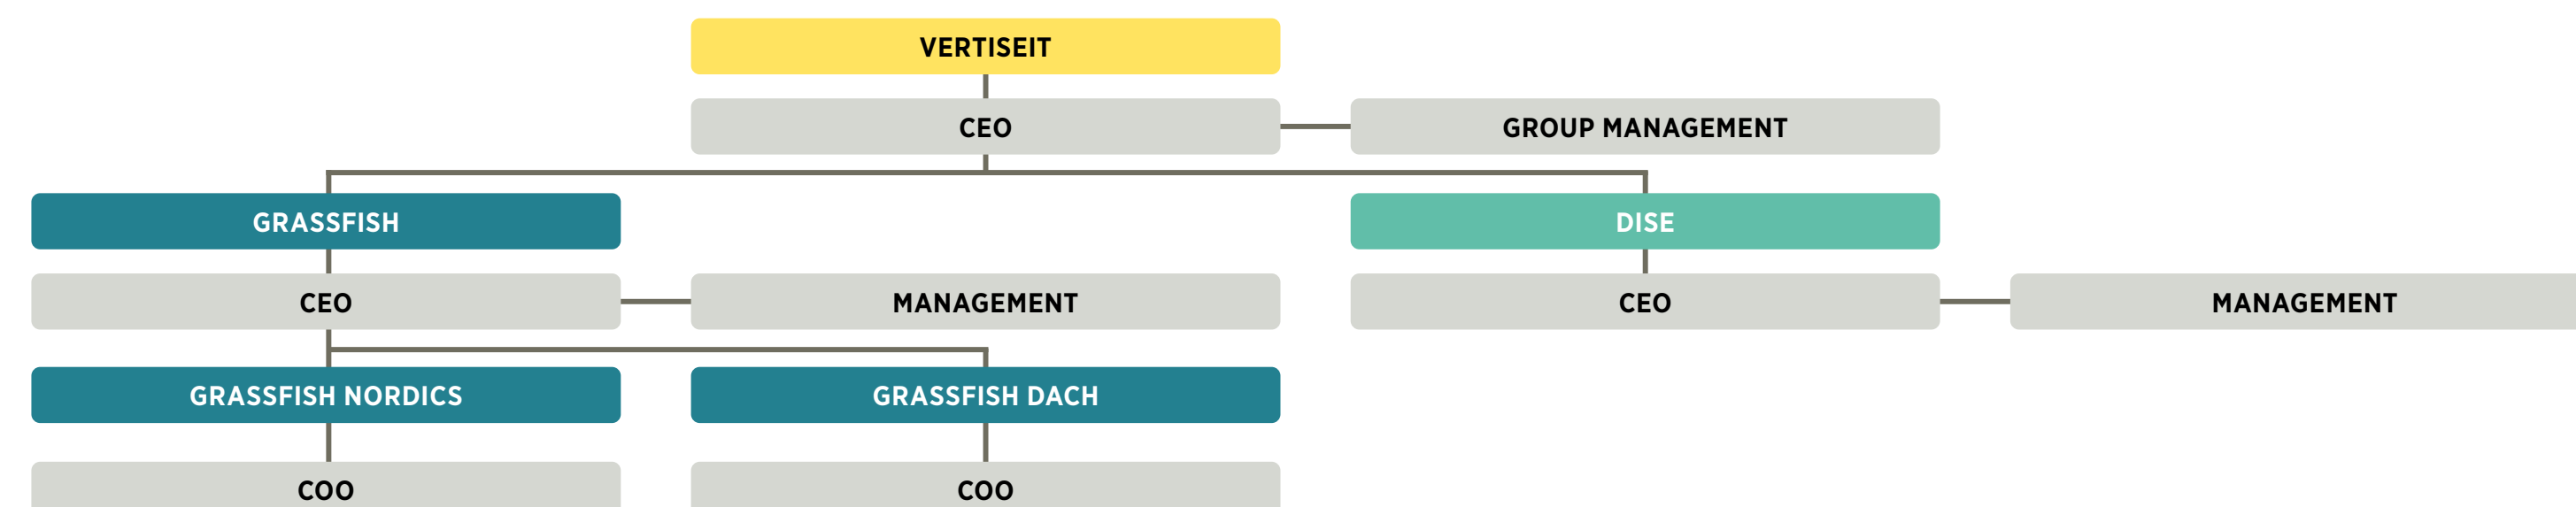 VERTISEIT
CEO
GROUP MANAGEMENT
GRASSFISH
DISE
CEO
MANAGEMENT
CEO
MANAGEMENT
GRASSFISH NORDICS
GRASSFISH DACH
COO
COO